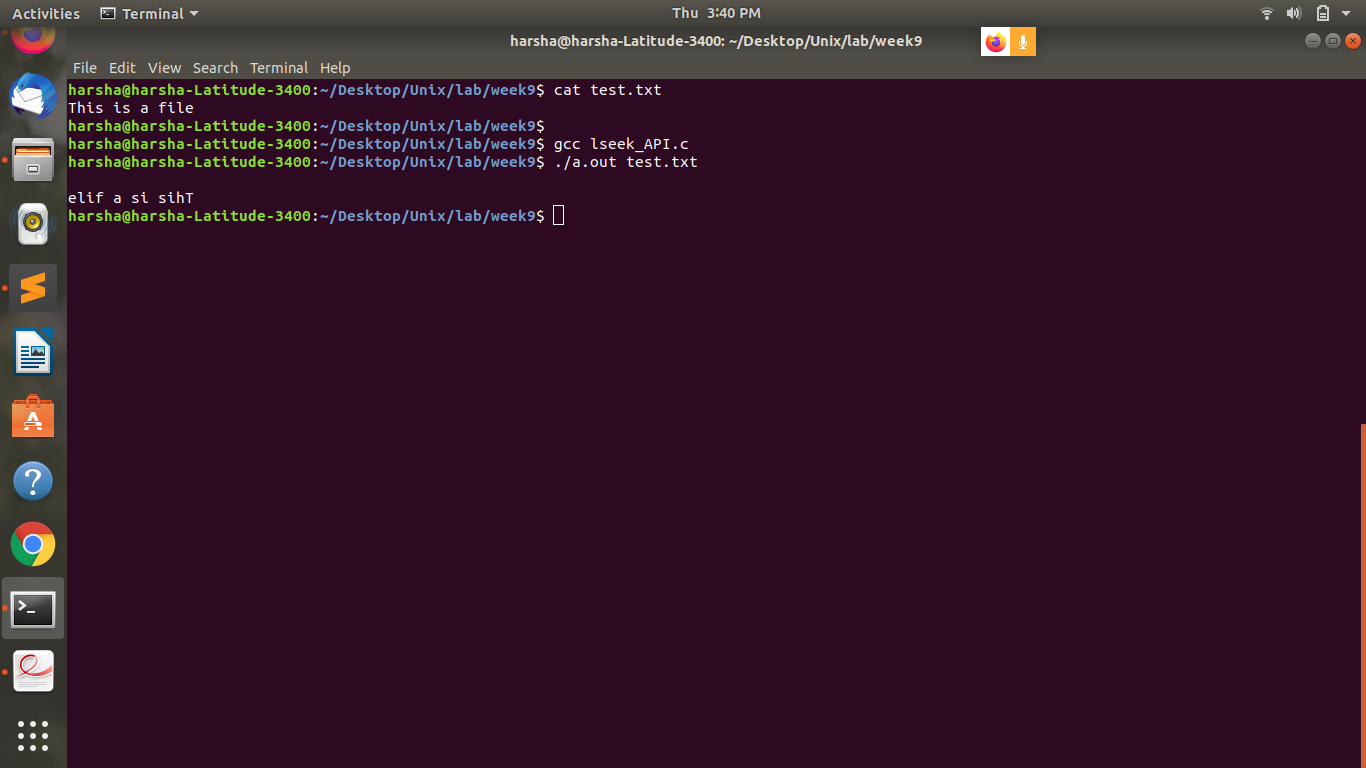 Activities Terminal Thu 3:40 PM
harsha@harsha-Latitude-3400: ~/Desktop/Unix/lab/week9
File Edit View Search Terminal Help
harsha@harsha-Latitude-3400:~/Desktop/Unix/lab/week9$ cat test.txt
This is a file
harsha@harsha-Latitude-3400:~/Desktop/Unix/lab/week9$
harsha@harsha-Latitude-3400:~/Desktop/Unix/lab/week9$ gcc lseek_API.c
harsha@harsha-Latitude-3400:~/Desktop/Unix/lab/week9$ ./a.out test.txt
elif a si sihT
harsha@harsha-Latitude-3400:~/Desktop/Unix/lab/week9$